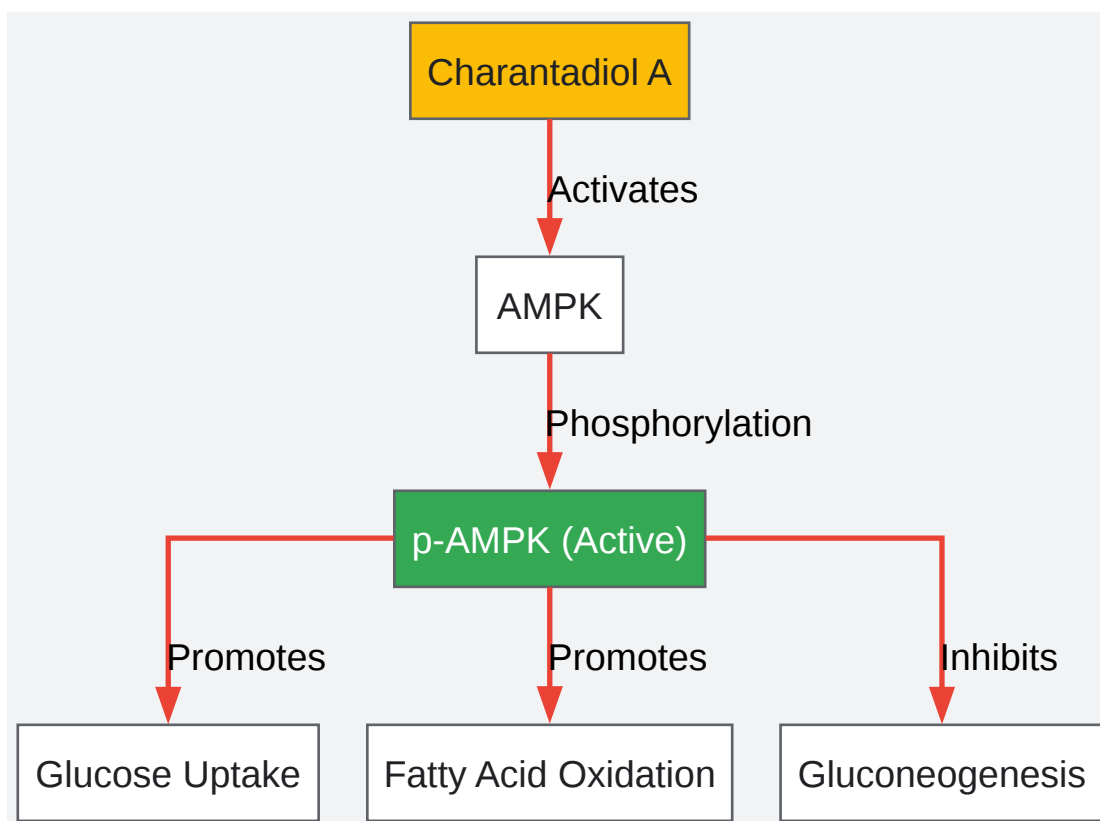 Charantadiol A
Activates
AMPK
Phosphorylation
p-AMPK (Active)
Promotes
Promotes
Inhibits
Glucose Uptake
Fatty Acid Oxidation
Gluconeogenesis